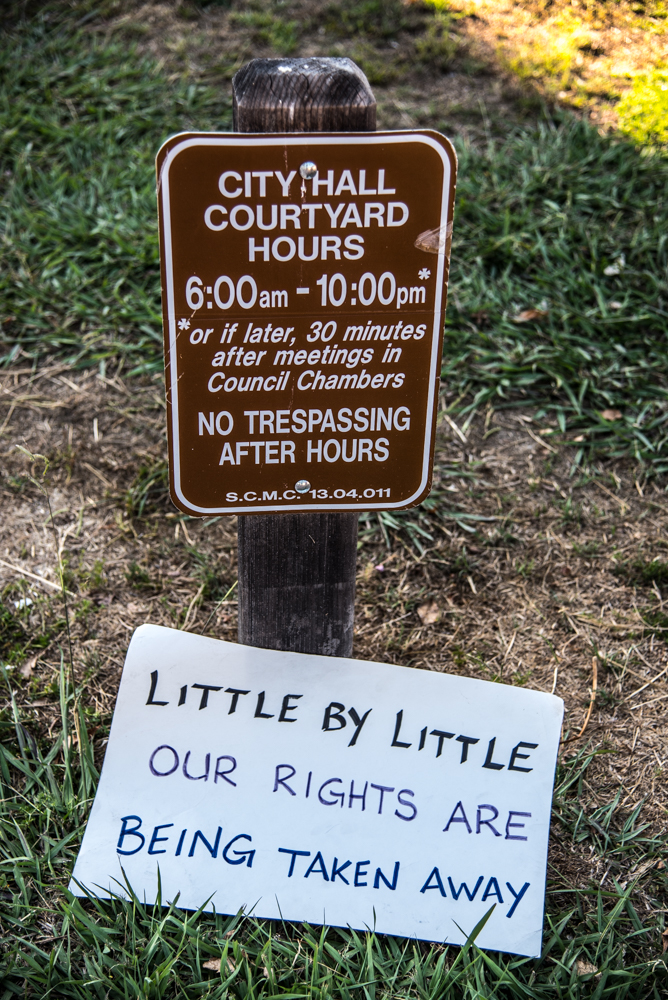 CITY HALL
COURTYARD
HOURS
6:00am - 10:00pm*
*or if later, 30 minutes
after meetings in
Council Chambers
NO TRESPASSING
AFTER HOURS
S.C.M.C. 13.04.011
LITTLE BY LITTLE
OUR RIGHTS ARE
BEING TAKEN AWAY